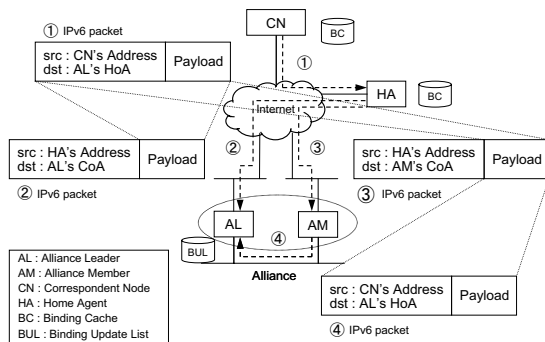 ① IPv6 packet
src : CN's Address
dst : AL's HoA
Payload
CN
BC
①
HA
BC
Internet
②
③
src : HA's Address
dst : AL's CoA
Payload
② IPv6 packet
src : HA's Address
dst : AM's CoA
Payload
③ IPv6 packet
AL
AM
④
BUL
Alliance
AL : Alliance Leader
AM : Alliance Member
CN : Correspondent Node
HA : Home Agent
BC : Binding Cache
BUL : Binding Update List
src : CN's Address
dst : AL's HoA
Payload
④ IPv6 packet